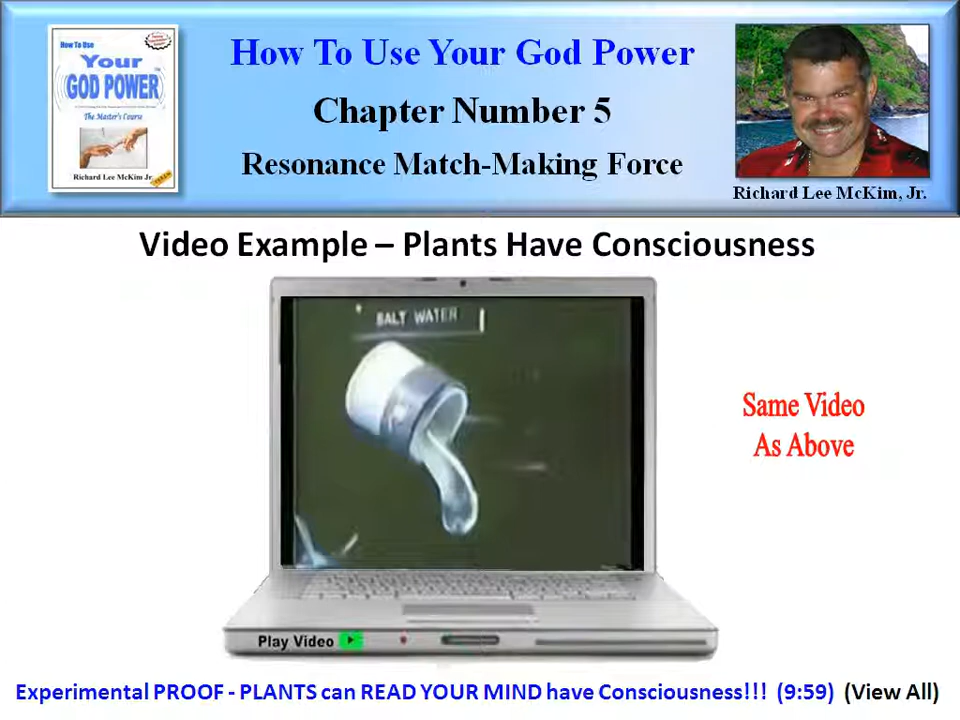 How To Use
Your
GOD POWER
The Master's Course
Richard Lee McKim Jr.
How To Use Your God Power
Chapter Number 5
Resonance Match-Making Force
Richard Lee McKim, Jr.
Video Example – Plants Have Consciousness
SALT WATER
Same Video
As Above
Play Video
Experimental PROOF - PLANTS can READ YOUR MIND have Consciousness!!! (9:59) (View All)